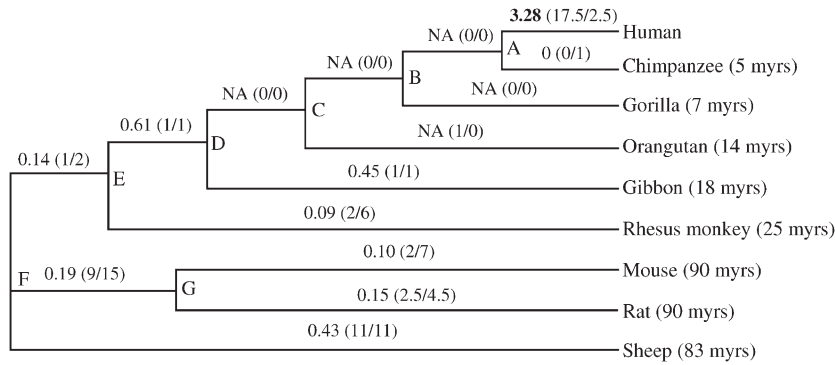 3.28 (17.5/2.5)
NA (0/0) Human
A 0 (0/1)
NA (0/0) Chimpanzee (5 myrs)
B NA (0/0)
NA (0/0) Gorilla (7 myrs)
C
0.61 (1/1) NA (1/0)
D Orangutan (14 myrs)
0.14 (1/2) 0.45 (1/1)
E Gibbon (18 myrs)
0.09 (2/6)
Rhesus monkey (25 myrs)
0.10 (2/7)
F 0.19 (9/15) Mouse (90 myrs)
G 0.15 (2.5/4.5)
Rat (90 myrs)
0.43 (11/11)
Sheep (83 myrs)